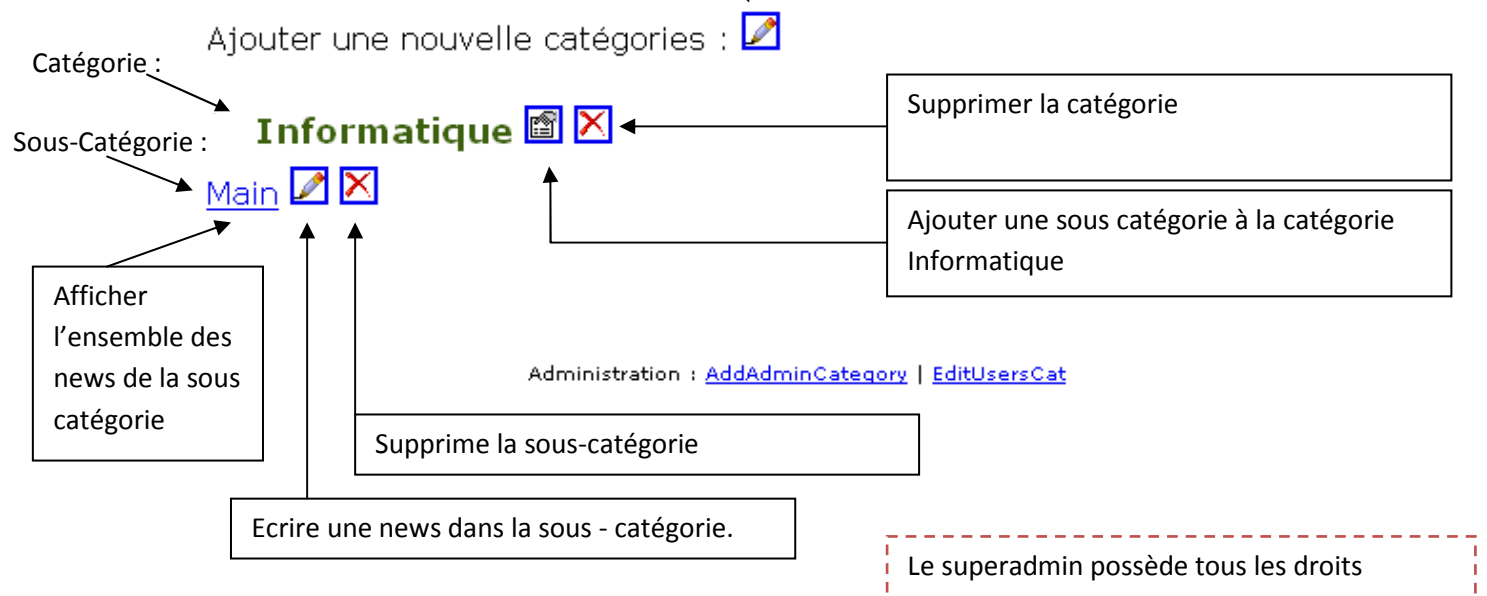 Ajouter une nouvelle catégories :
Catégorie :
Supprimer la catégorie
Informatique
Sous-Catégorie :
Main
Ajouter une sous catégorie à la catégorie
Informatique
Afficher
l’ensemble des
news de la sous
catégorie
Administration : AddAdminCategory | EditUsersCat
Supprime la sous-catégorie
Ecrire une news dans la sous - catégorie.
Le superadmin possède tous les droits